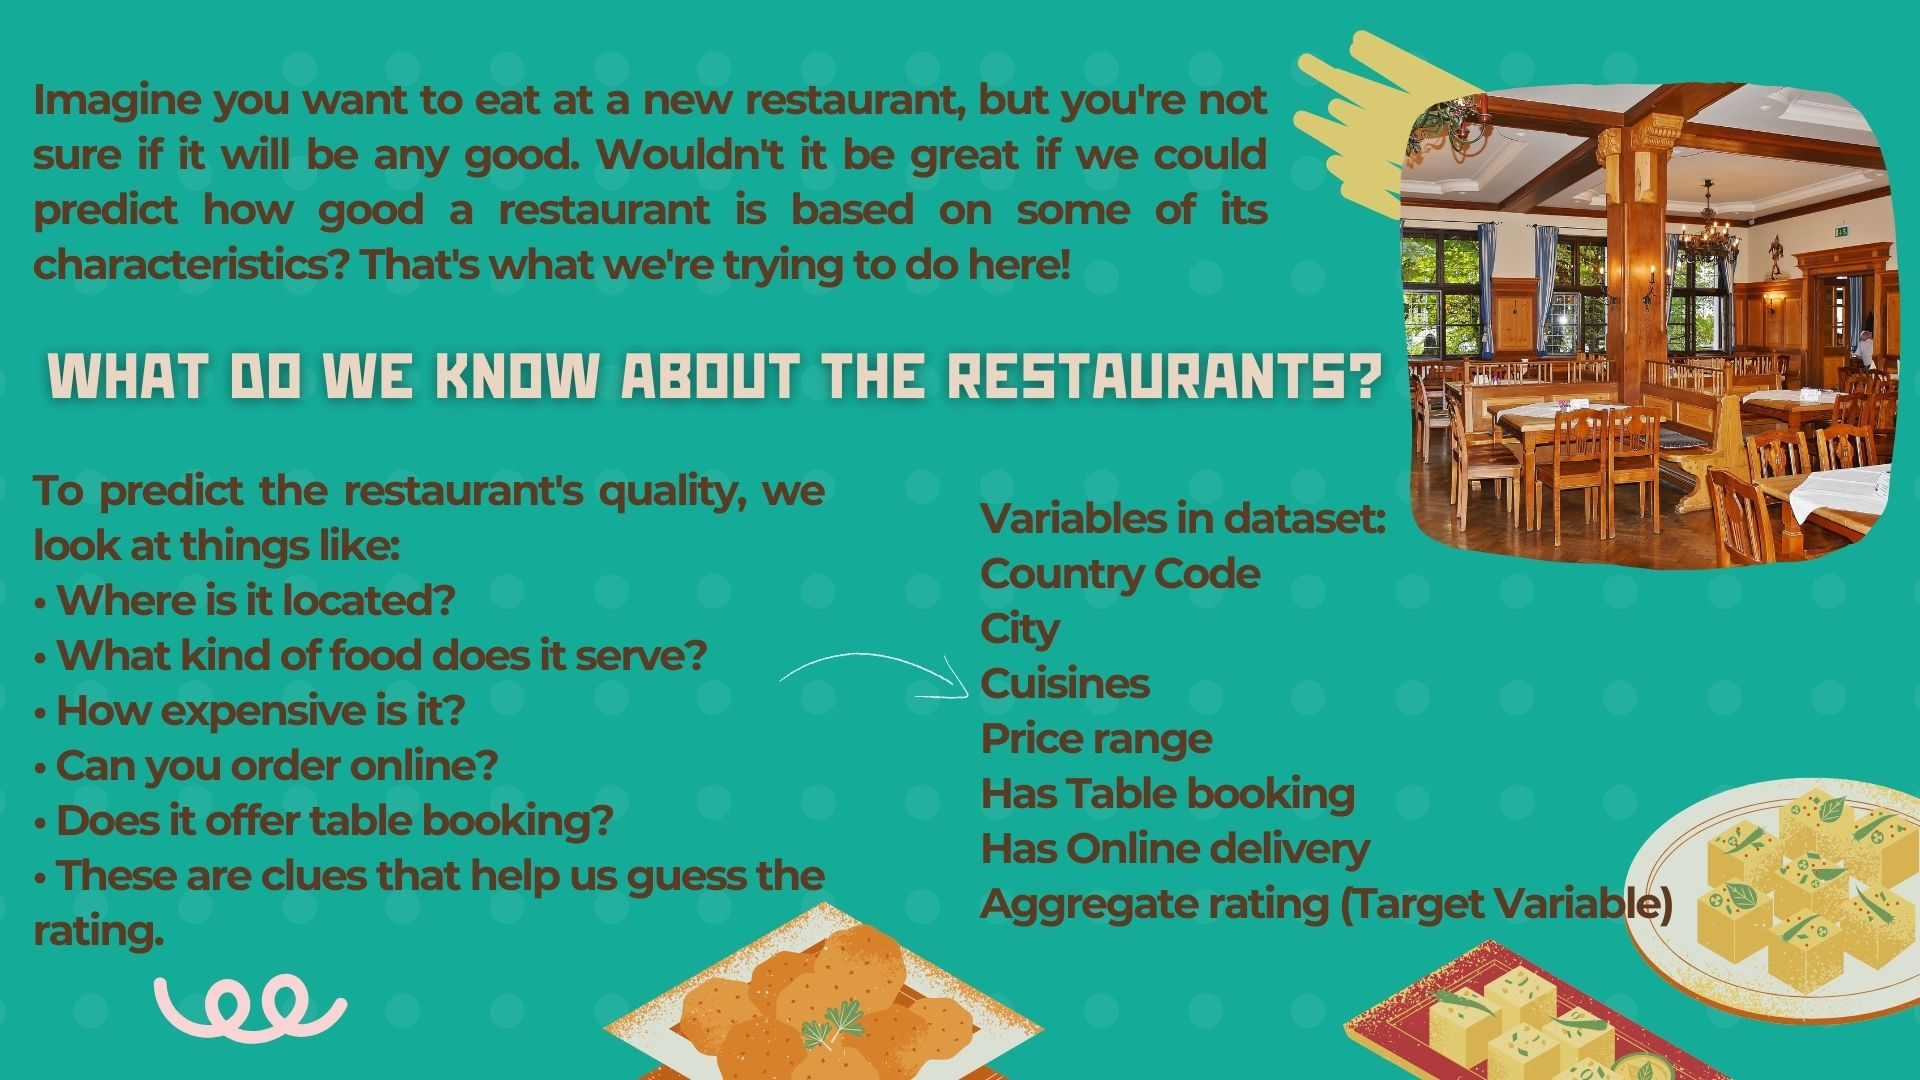 Imagine you want to eat at a new restaurant, but you're not
sure if it will be any good. Wouldn't it be great if we could
predict how good a restaurant is based on some of its
characteristics? That's what we're trying to do here!
WHAT DO WE KNOW ABOUT THE RESTAURANTS?
To predict the restaurant's quality, we
look at things like:
• Where is it located?
• What kind of food does it serve?
• How expensive is it?
• Can you order online?
• Does it offer table booking?
• These are clues that help us guess the
rating.
Variables in dataset:
Country Code
City
Cuisines
Price range
Has Table booking
Has Online delivery
Aggregate rating (Target Variable)